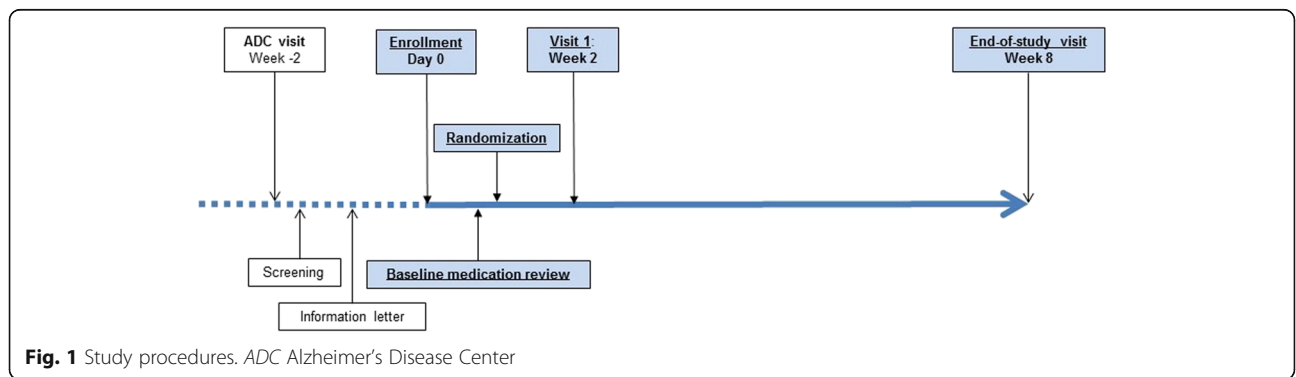 ADC visit
Week -2
Enrollment
Day 0
Visit 1:
Week 2
End-of-study visit
Week 8
Randomization
Screening
Baseline medication review
Information letter
Fig. 1 Study procedures. ADC Alzheimer's Disease Center